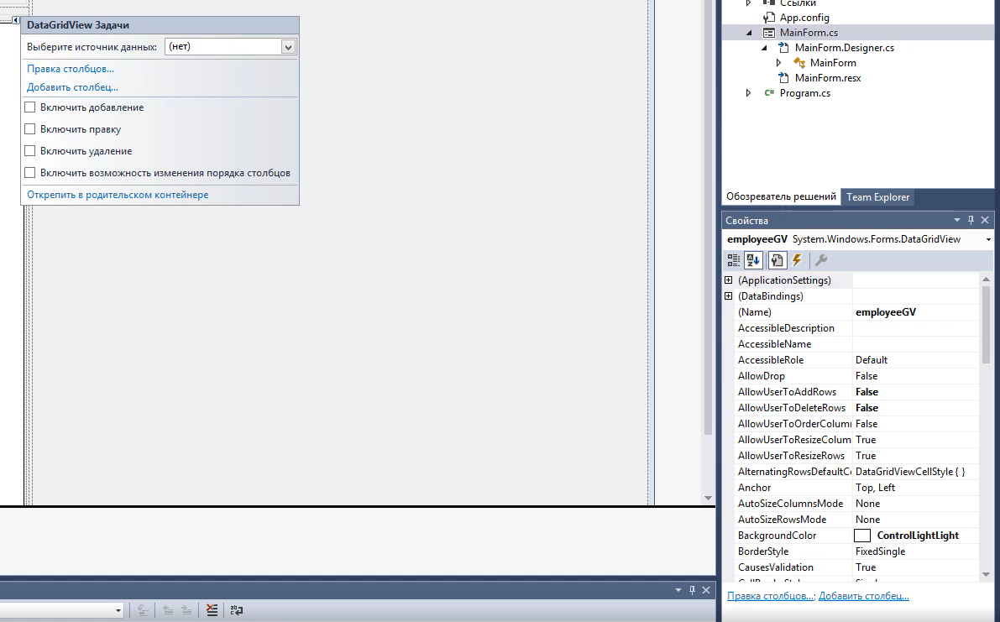 DataGridView Задачи
Выберите источник данных: (нет)
Правка столбцов...
Добавить столбец...
Включить добавление
Включить правку
Включить удаление
Включить возможность изменения порядка столбцов
Открепить в родительском контейнере
Ссылки
App.config
MainForm.cs
MainForm.Designer.cs
MainForm
MainForm.resx
C# Program.cs
Обозреватель решений Team Explorer
Свойства
employeeGV System.Windows.Forms.DataGridView
(ApplicationSettings)
(DataBindings)
(Name) employeeGV
AccessibleDescription
AccessibleName
AccessibleRole Default
AllowDrop False
AllowUserToAddRows False
AllowUserToDeleteRows False
AllowUserToOrderColumn False
AllowUserToResizeColum True
AllowUserToResizeRows True
AlternatingRowsDefaultCe DataGridViewCellStyle { }
Anchor Top, Left
AutoSizeColumnsMode None
AutoSizeRowsMode None
BackgroundColor ControlLightLight
BorderStyle FixedSingle
CausesValidation True
Правка столбцов...; Добавить столбец...